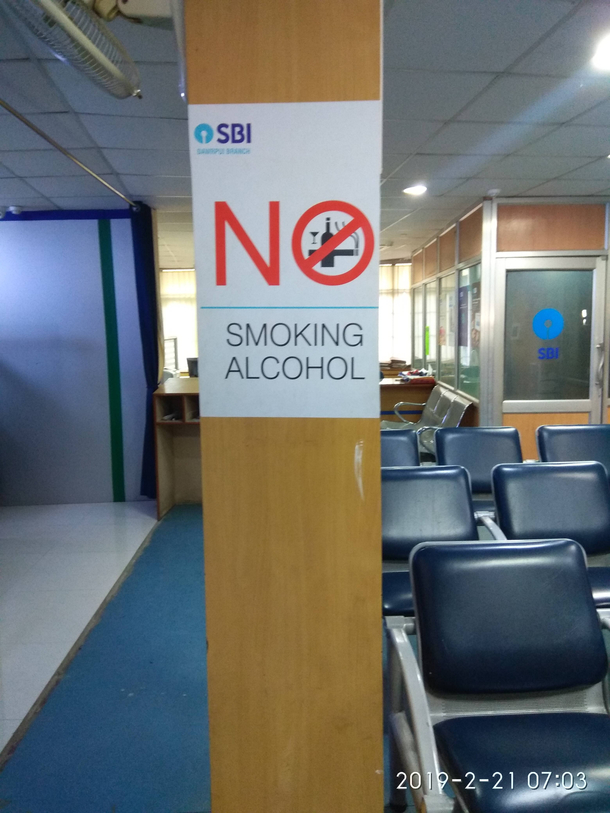 SBI
NO
SMOKING
ALCOHOL
SBI
2019-2-21 07:03